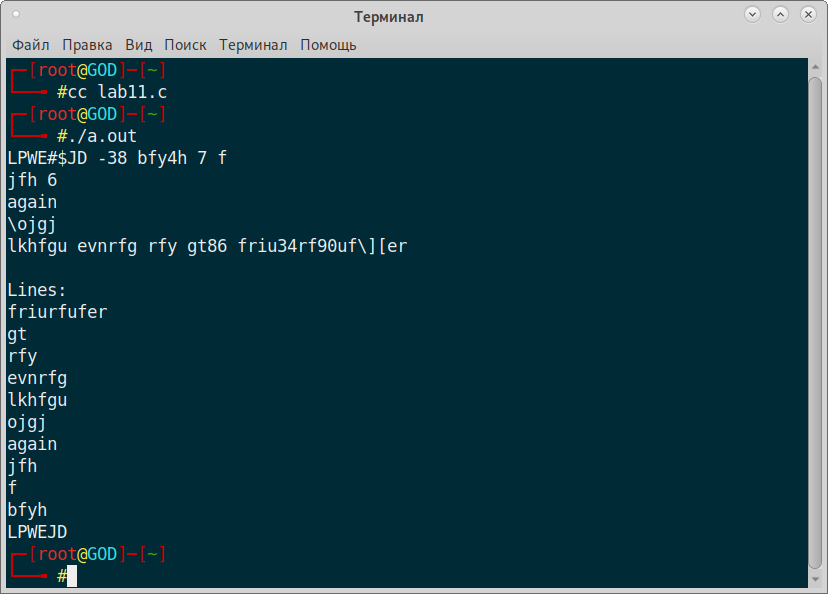 Терминал
Файл Правка Вид Поиск Терминал Помощь
┌─[root@GOD]─[~]
└──╼ #cc lab11.c
┌─[root@GOD]─[~]
└──╼ #./a.out
LPWE#$JD -38 bfy4h 7 f
jfh 6
again
\ojgj
lkhfgu evnrfg rfy gt86 friu34rf90uf\][er

Lines:
friurfufer
gt
rfy
evnrfg
lkhfgu
ojgj
again
jfh
f
bfyh
LPWEJD
┌─[root@GOD]─[~]
└──╼ #